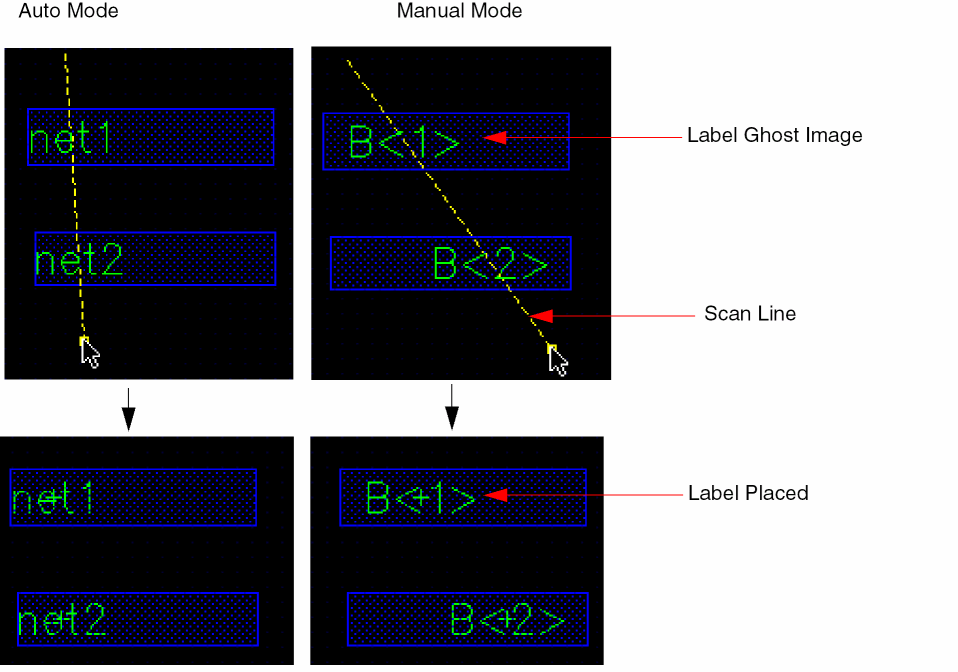 Auto Mode
Manual Mode
net1
B<1>
Label Ghost Image
net2
B<2>
Scan Line
net1
B<1>
Label Placed
net2
B<2>